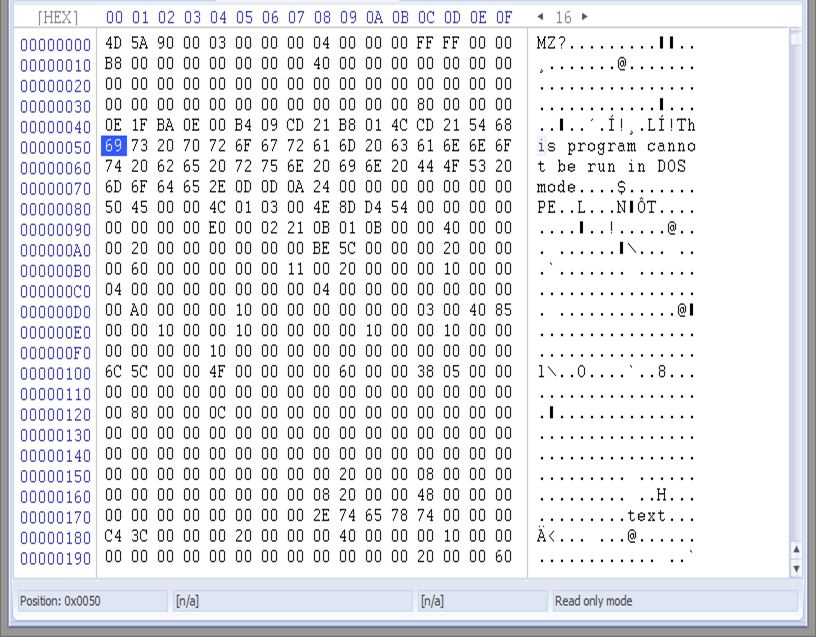 [HEX] 00 01 02 03 04 05 06 07 08 09 0A 0B 0C 0D 0E 0F ◄ 16 ►
00000000 4D 5A 90 00 03 00 00 00 04 00 00 00 FF FF 00 00 MZ?.........▌▌..
00000010 B8 00 00 00 00 00 00 00 40 00 00 00 00 00 00 00 ¸.......@.......
00000020 00 00 00 00 00 00 00 00 00 00 00 00 00 00 00 00 ................
00000030 00 00 00 00 00 00 00 00 00 00 00 00 80 00 00 00 ............▌...
00000040 0E 1F BA 0E 00 B4 09 CD 21 B8 01 4C CD 21 54 68 ..▌..´.Í!¸.LÍ!Th
00000050 69 73 20 70 72 6F 67 72 61 6D 20 63 61 6E 6E 6F is program canno
00000060 74 20 62 65 20 72 75 6E 20 69 6E 20 44 4F 53 20 t be run in DOS
00000070 6D 6F 64 65 2E 0D 0D 0A 24 00 00 00 00 00 00 00 mode....$.......
00000080 50 45 00 00 4C 01 03 00 4E 8D D4 54 00 00 00 00 PE..L...N▌ÔT....
00000090 00 00 00 00 E0 00 02 21 0B 01 0B 00 00 40 00 00 ....▌..!.....@..
000000A0 00 20 00 00 00 00 00 00 BE 5C 00 00 00 20 00 00 . ......▌\... ..
000000B0 00 60 00 00 00 00 00 11 00 20 00 00 00 10 00 00 .`....... ......
000000C0 04 00 00 00 00 00 00 00 04 00 00 00 00 00 00 00 ................
000000D0 00 A0 00 00 00 10 00 00 00 00 00 00 03 00 40 85 . ............@▌
000000E0 00 00 10 00 00 10 00 00 00 00 10 00 00 10 00 00 ................
000000F0 00 00 00 00 10 00 00 00 00 00 00 00 00 00 00 00 ................
00000100 6C 5C 00 00 4F 00 00 00 00 60 00 00 38 05 00 00 l\..O....`..8...
00000110 00 00 00 00 00 00 00 00 00 00 00 00 00 00 00 00 ................
00000120 00 80 00 00 0C 00 00 00 00 00 00 00 00 00 00 00 .▌..............
00000130 00 00 00 00 00 00 00 00 00 00 00 00 00 00 00 00 ................
00000140 00 00 00 00 00 00 00 00 00 00 00 00 00 00 00 00 ................
00000150 00 00 00 00 00 00 00 00 00 20 00 00 08 00 00 00 ......... ......
00000160 00 00 00 00 00 00 00 00 08 20 00 00 48 00 00 00 ......... ..H...
00000170 00 00 00 00 00 00 00 00 2E 74 65 78 74 00 00 00 .........text...
00000180 C4 3C 00 00 00 20 00 00 00 40 00 00 00 10 00 00 Ä<... ...@......
00000190 00 00 00 00 00 00 00 00 00 00 00 00 20 00 00 60 ............ ..`
Position: 0x0050 [n/a] [n/a] Read only mode